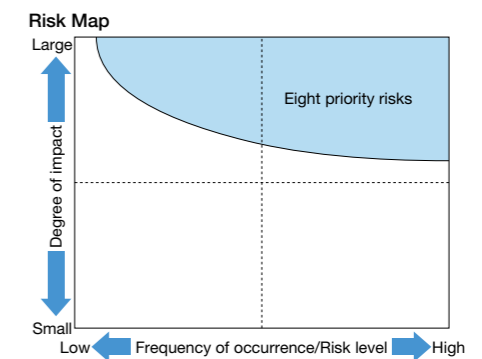 Risk Map
Large
Eight priority risks
Degree of impact
Small
Low Frequency of occurrence/Risk level High